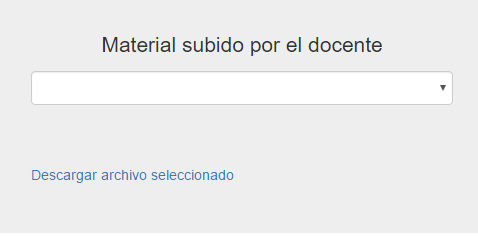 Material subido por el docente
Descargar archivo seleccionado